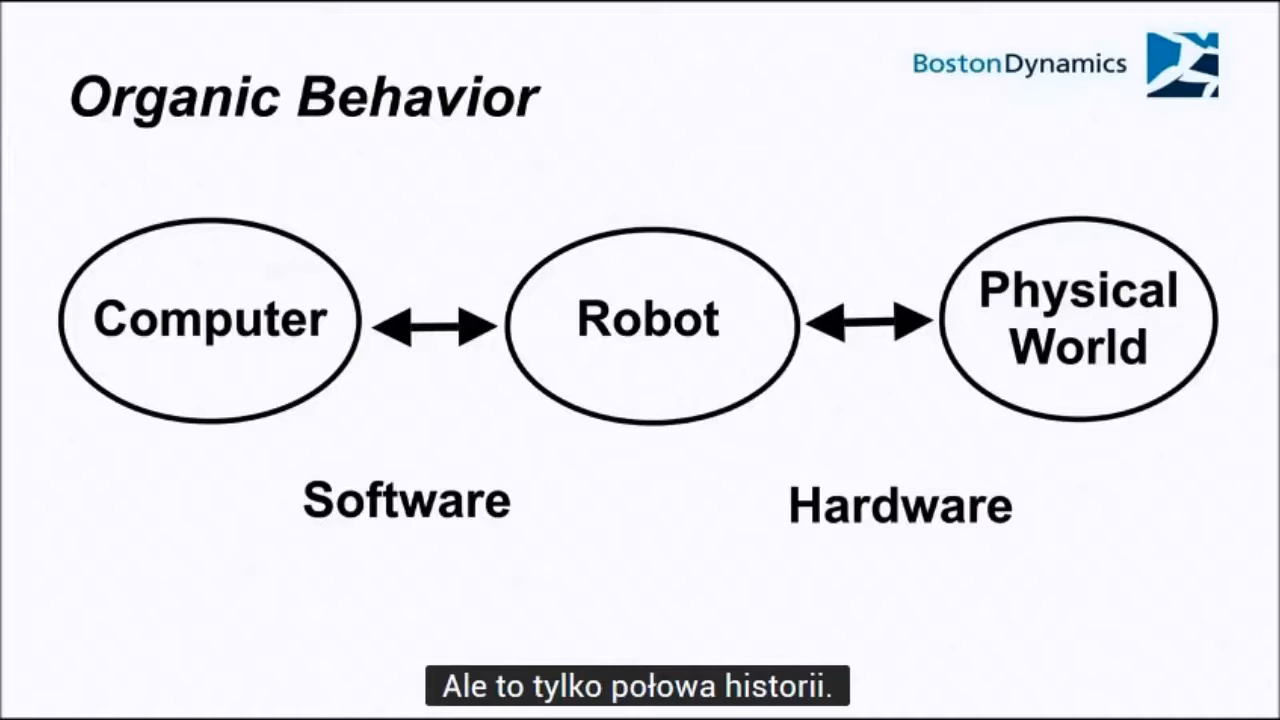 BostonDynamics
Organic Behavior
Computer
Robot
Physical
World
Software
Hardware
Ale to tylko połowa historii.